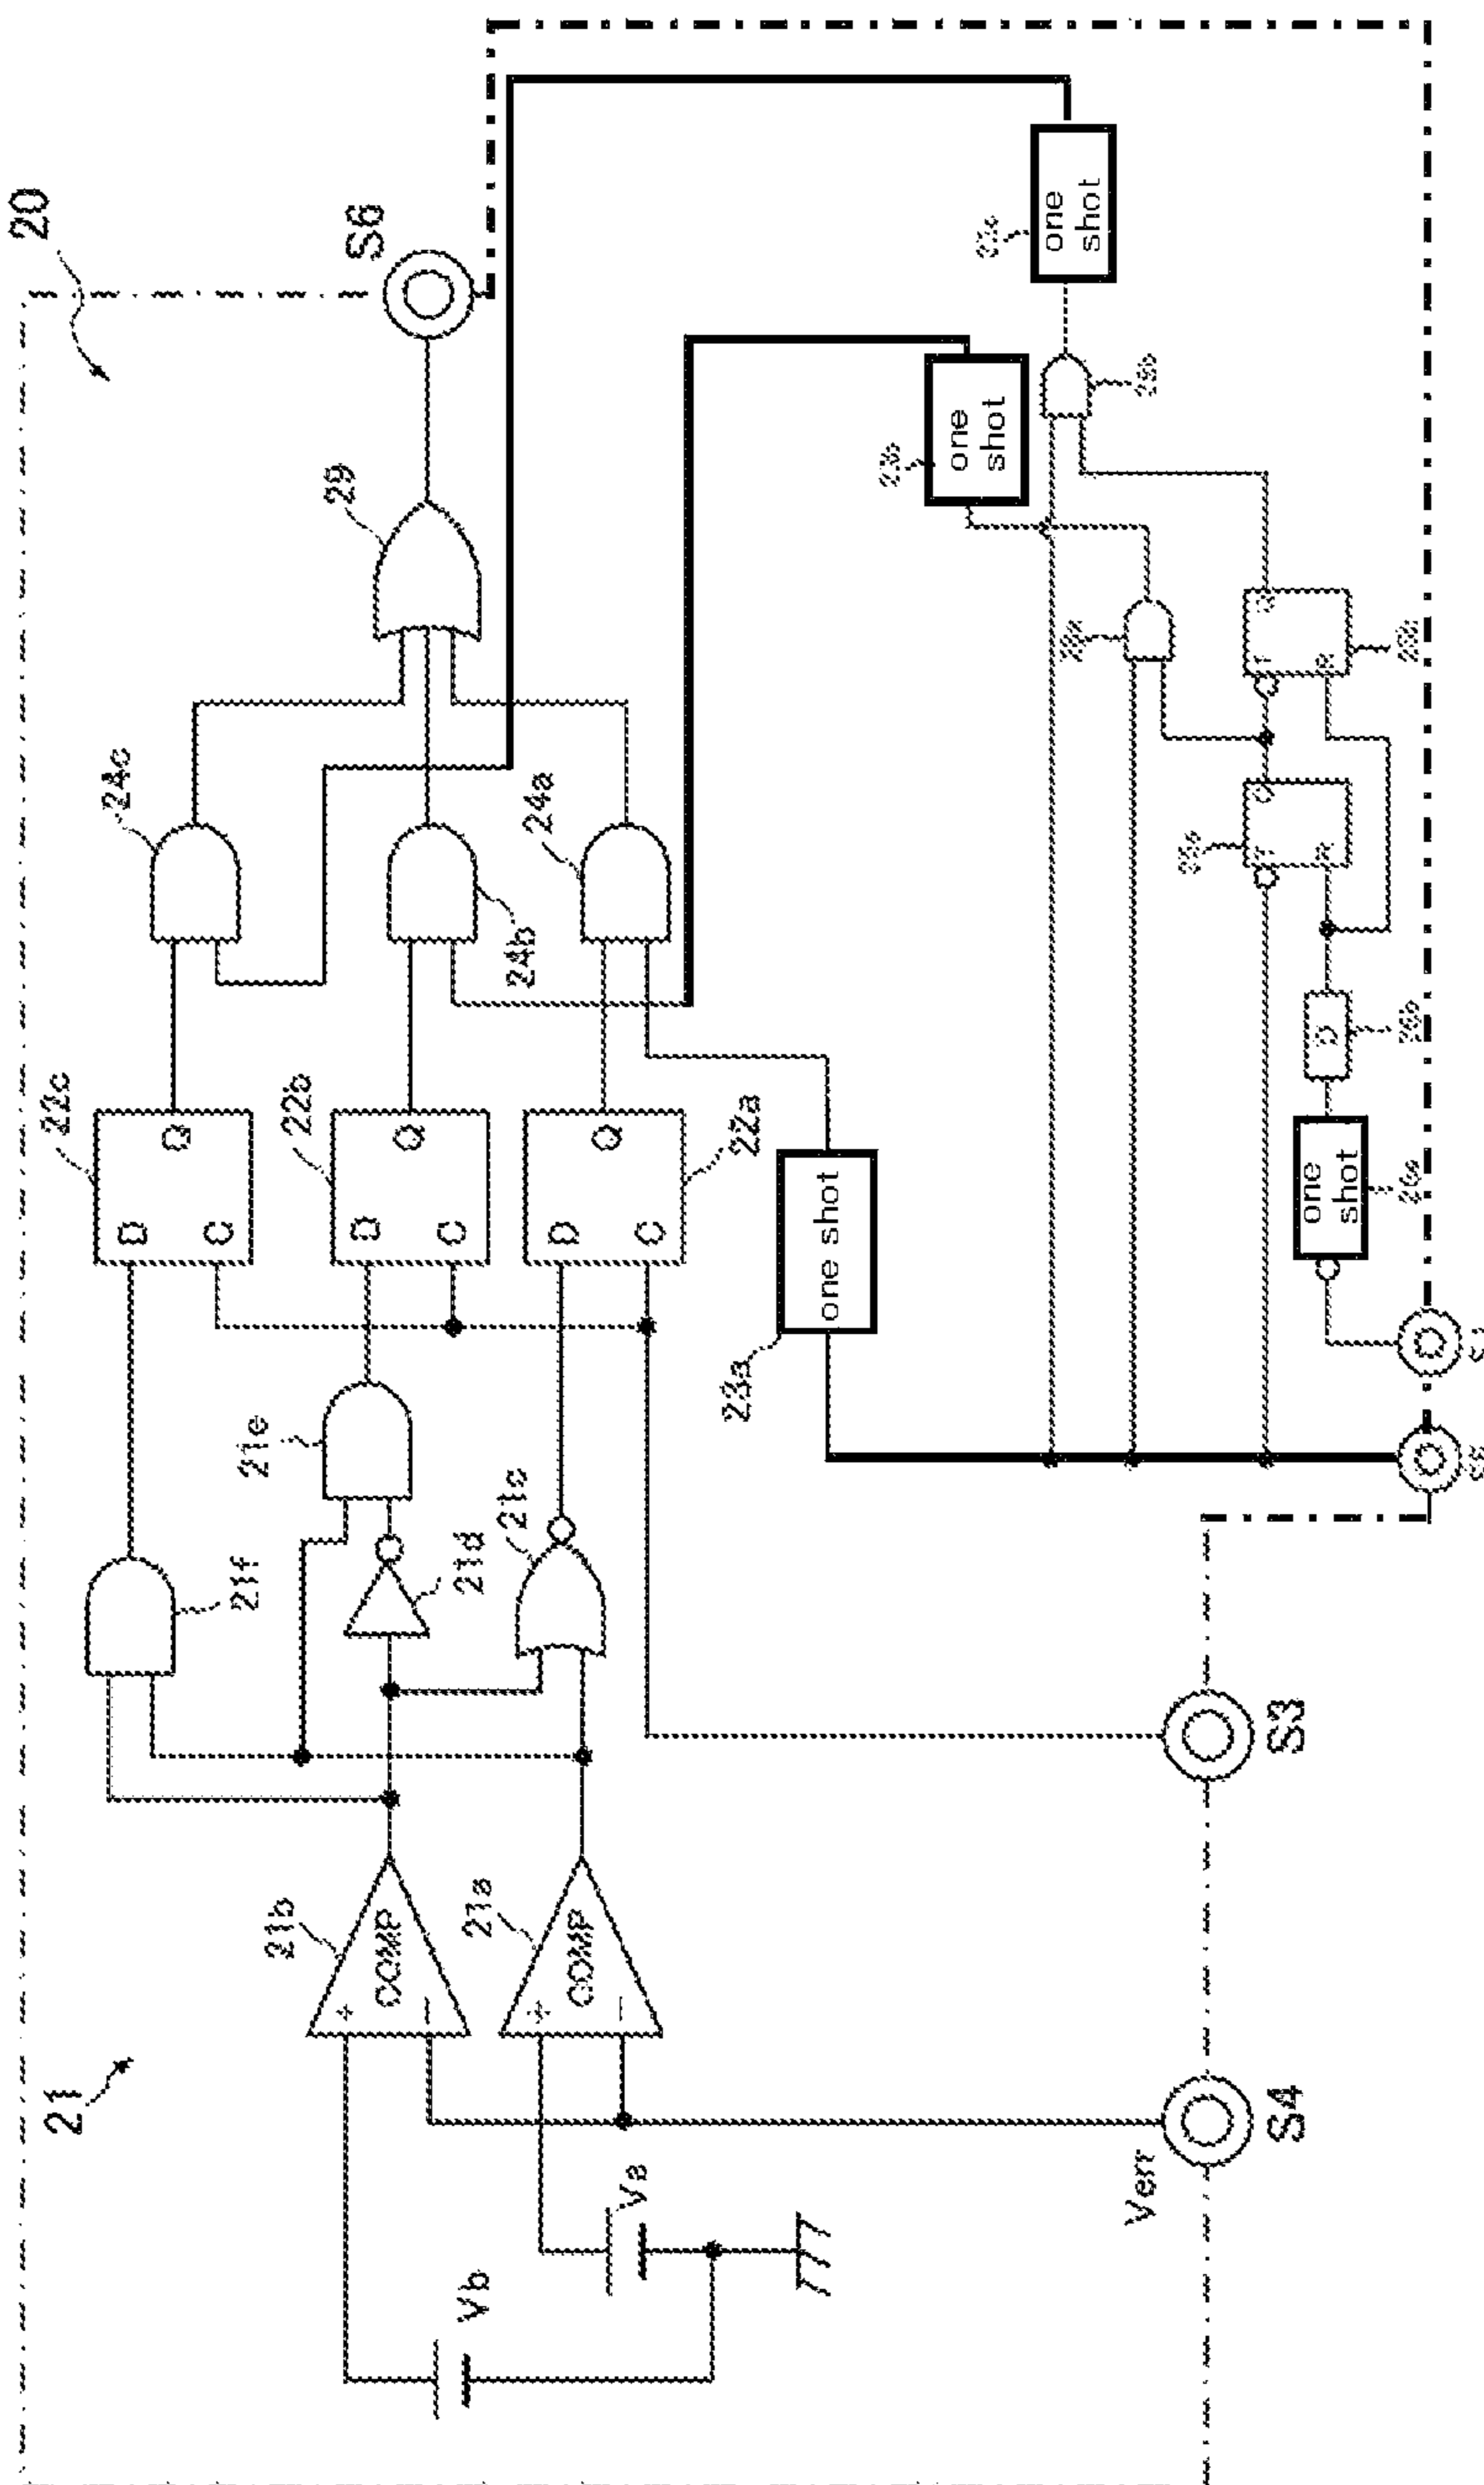 20
S6
29
24c
24b
24a
22c
D
C
Q
22b
D
C
Q
22a
D
C
Q
21f
21e
21d
21c
21b
COMP
+
−
21a
COMP
+
−
21
Vb
Va
Verr
S4
S3
23a
one shot
one
shot
one
shot
one
shot
D
T
Q
R
R